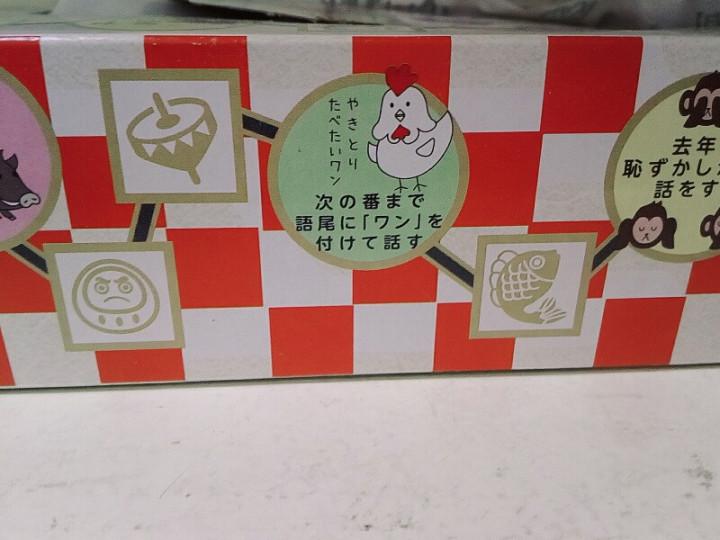 やきとり
たべたいワン
次の番まで
語尾に「ワン」を
付けて話す
去年
恥ずかし
話をす